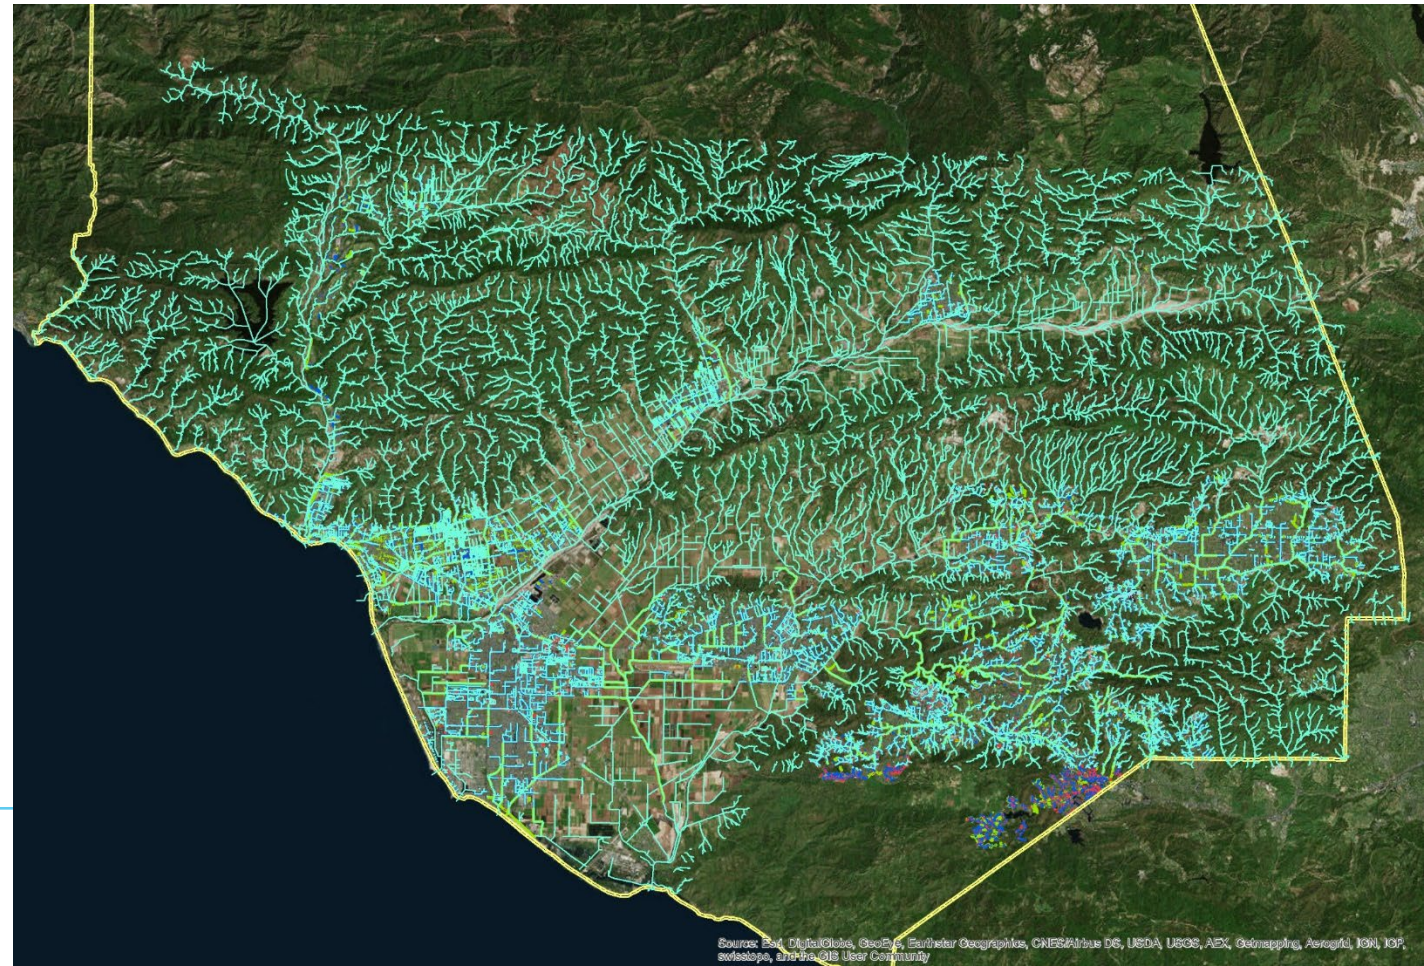 Source: Esri, DigitalGlobe, GeoEye, Earthstar Geographics, CNES/Airbus DS, USDA, USGS, AEX, Getmapping, Aerogrid, IGN, IGP,
swisstopo, and the GIS User Community